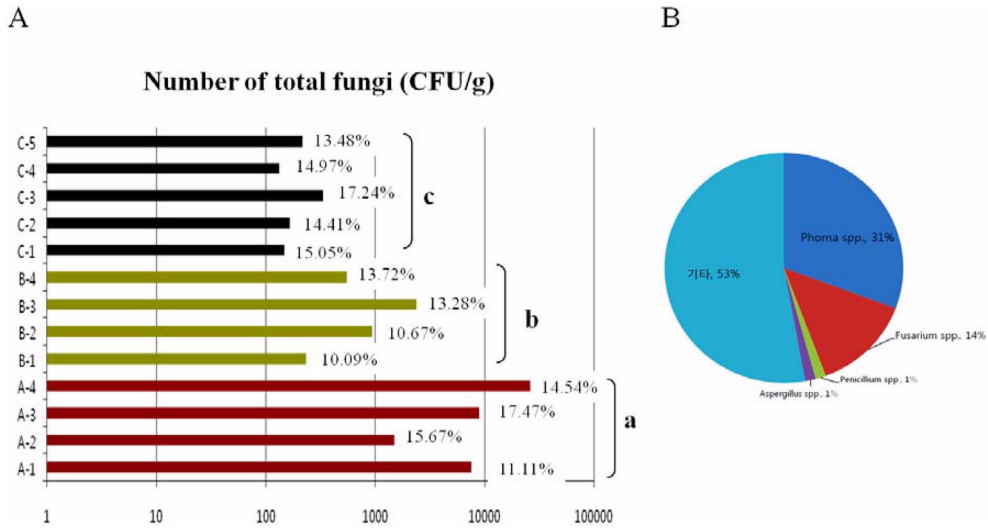 A
B
Number of total fungi (CFU/g)
C-5
13.48%
C-4
14.97%
C-3
17.24%
c
C-2
14.41%
C-1
15.05%
B-4
13.72%
B-3
13.28%
b
B-2
10.67%
B-1
10.09%
A-4
14.54%
A-3
17.47%
a
A-2
15.67%
A-1
11.11%
1
10
100
1000
10000
100000
Phoma spp., 31%
기타, 53%
Fusarium spp., 14%
Penicillium spp., 1%
Aspergillus spp., 1%